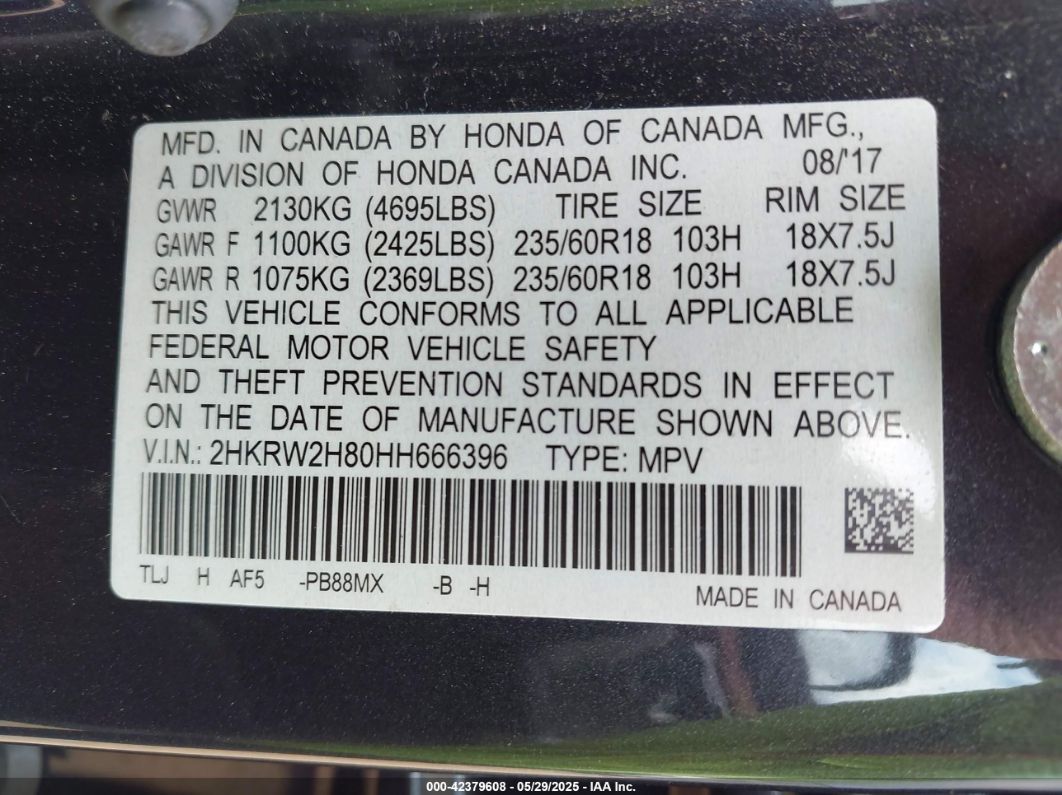 MFD. IN CANADA BY HONDA OF CANADA MFG.,
A DIVISION OF HONDA CANADA INC. 08/'17
GVWR 2130KG (4695LBS) TIRE SIZE RIM SIZE
GAWR F 1100KG (2425LBS) 235/60R18 103H 18X7.5J
GAWR R 1075KG (2369LBS) 235/60R18 103H 18X7.5J
THIS VEHICLE CONFORMS TO ALL APPLICABLE
FEDERAL MOTOR VEHICLE SAFETY
AND THEFT PREVENTION STANDARDS IN EFFECT
ON THE DATE OF MANUFACTURE SHOWN ABOVE.
V.I.N.: 2HKRW2H80HH666396 TYPE: MPV
TLJ H AF5 -PB88MX -B -H
MADE IN CANADA
000-42379608 - 05/29/2025 - IAA Inc.